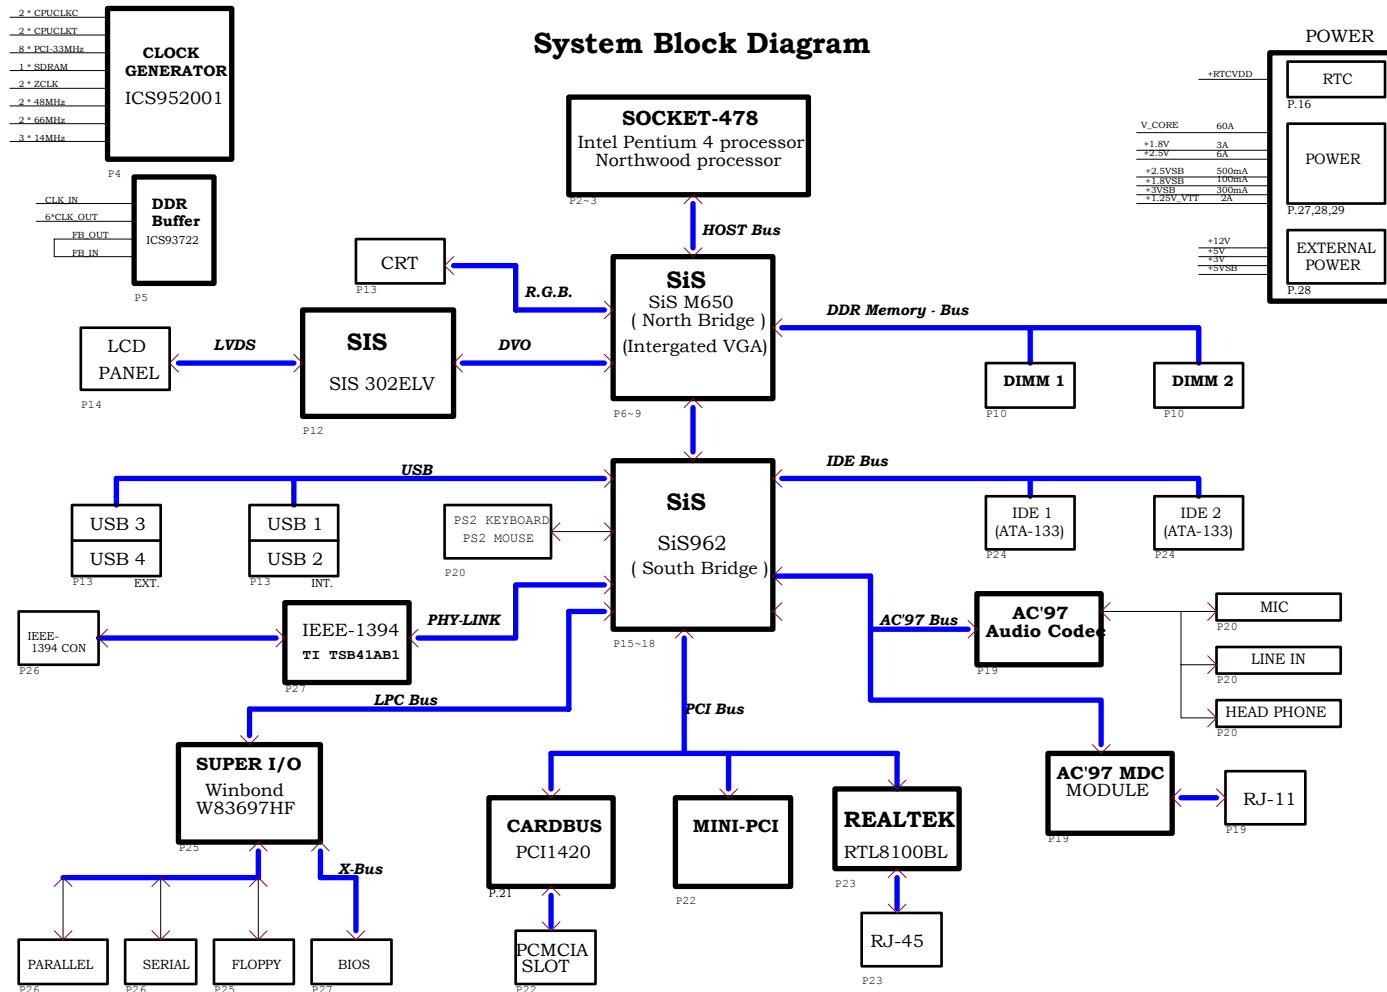 System Block Diagram
2 * CPUCLKC
2 * CPUCLKT
8 * PCI-33MHz
1 * SDRAM
2 * ZCLK
2 * 48MHz
2 * 66MHz
3 * 14MHz
CLOCK
GENERATOR
ICS952001
P4
CLK_IN
6*CLK_OUT
FB_OUT
FB_IN
DDR
Buffer
ICS93722
P5
SOCKET-478
Intel Pentium 4 processor
Northwood processor
P2~3
HOST Bus
POWER
+RTCVDD
RTC
P.16
V_CORE 60A
+1.8V 3A
+2.5V 6A
+2.5VSB 500mA
+1.8VSB 100mA
+3VSB 300mA
+1.25V_VTT 2A
POWER
P.27,28,29
+12V
+5V
+3V
+5VSB
EXTERNAL
POWER
P.28
CRT
P13
R.G.B.
SiS
SiS M650
( North Bridge )
(Intergated VGA)
P6~9
DDR Memory - Bus
DIMM 1
P10
DIMM 2
P10
LCD
PANEL
P14
LVDS
SIS
SIS 302ELV
P12
DVO
USB
USB 3
USB 4
P13
EXT.
USB 1
USB 2
P13
INT.
PS2 KEYBOARD
PS2 MOUSE
P20
SiS
SiS962
( South Bridge )
P15~18
IDE Bus
IDE 1
(ATA-133)
P24
IDE 2
(ATA-133)
P24
IEEE-
1394 CON
P26
IEEE-1394
TI TSB41AB1
P27
PHY-LINK
AC'97 Bus
AC'97
Audio Codec
P19
MIC
P20
LINE IN
P20
HEAD PHONE
P20
LPC Bus
PCI Bus
SUPER I/O
Winbond
W83697HF
P25
X-Bus
PARALLEL
P26
SERIAL
P26
FLOPPY
P25
BIOS
P27
CARDBUS
PCI1420
P.21
PCMCIA
SLOT
P22
MINI-PCI
P22
REALTEK
RTL8100BL
P23
RJ-45
P23
AC'97 MDC
MODULE
P19
RJ-11
P19